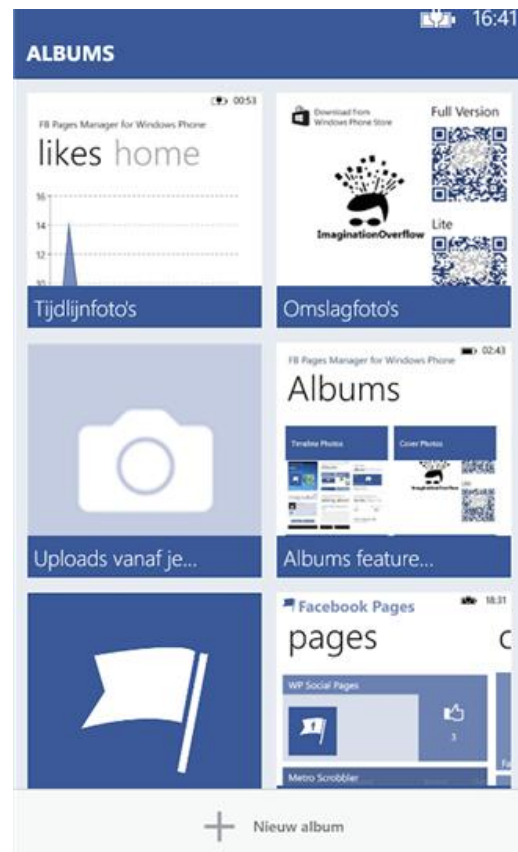 16:41
ALBUMS
00:53
FB Pages Manager for Windows Phone
likes home
16
14
12
10
Tijdlijnfoto's
Download from
Windows Phone Store
Full Version
ImaginationOverflow
Lite
Omslagfoto's
Uploads vanaf je...
02:43
FB Pages Manager for Windows Phone
Albums
Timeline Photos
Cover Photos
Albums feature...
Facebook Pages
18:31
pages
WP Social Pages
f
3
Metro Scrobbler
Nieuw album